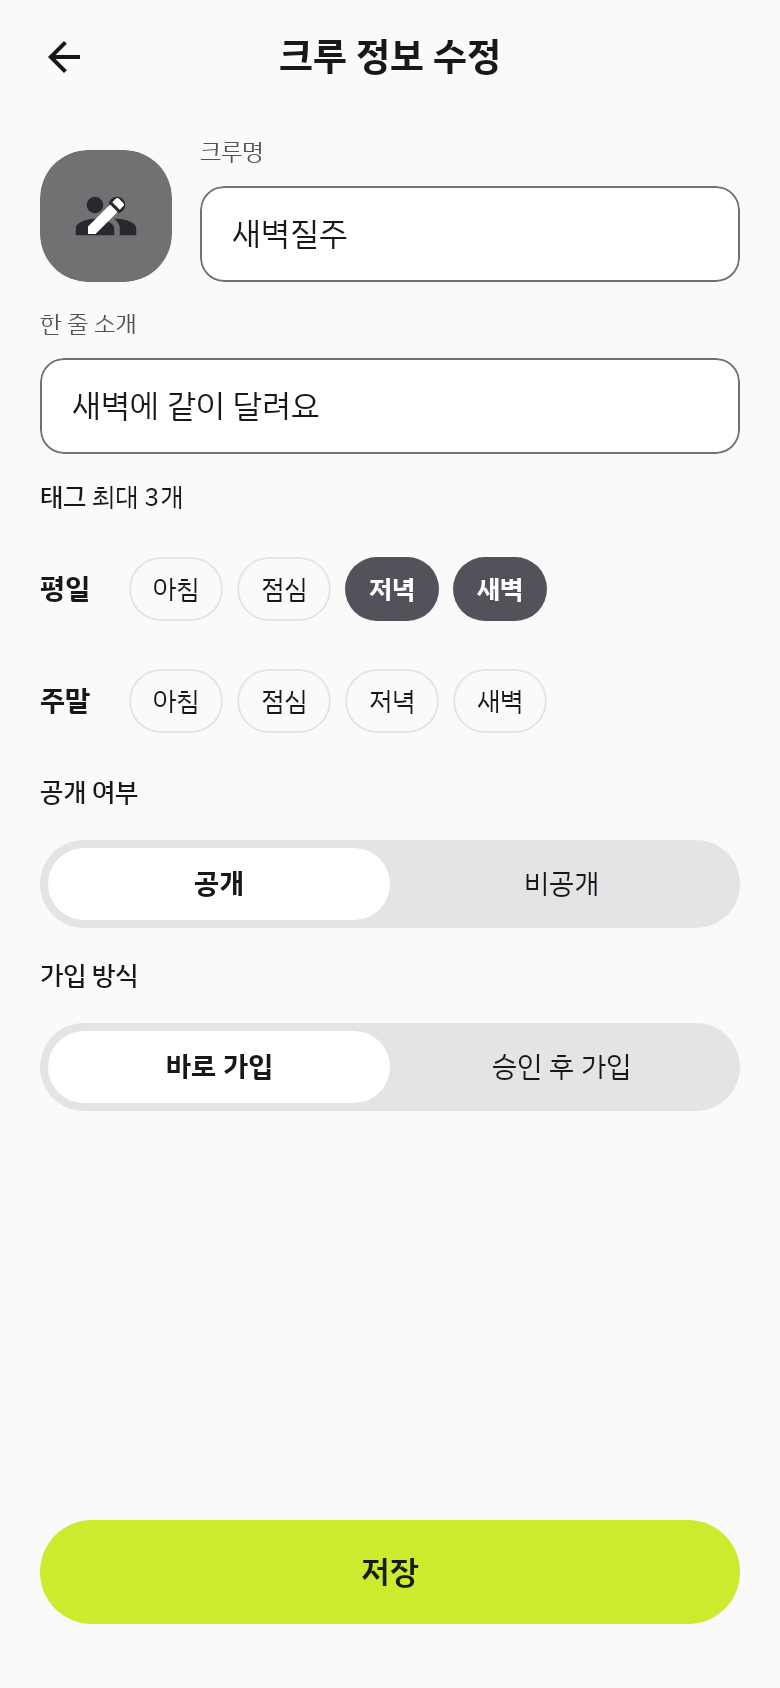 크루 정보 수정
크루명
새벽질주
한 줄 소개
새벽에 같이 달려요
태그 최대 3개
평일 아침 점심 저녁 새벽
주말 아침 점심 저녁 새벽
공개 여부
공개 비공개
가입 방식
바로 가입 승인 후 가입
저장